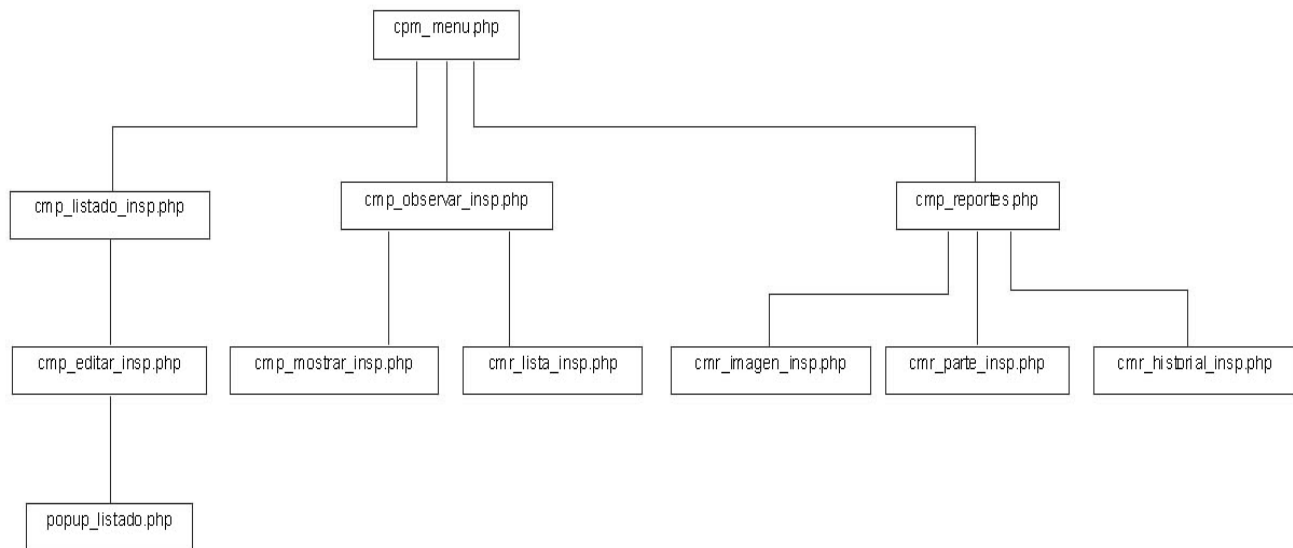 cpm_menu.php
cmp_listado_insp.php
cmp_observar_insp.php
cmp_reportes.php
cmp_editar_insp.php
cmp_mostrar_insp.php
cmr_lista_insp.php
cmr_imagen_insp.php
cmr_parte_insp.php
cmr_historial_insp.php
popup_listado.php